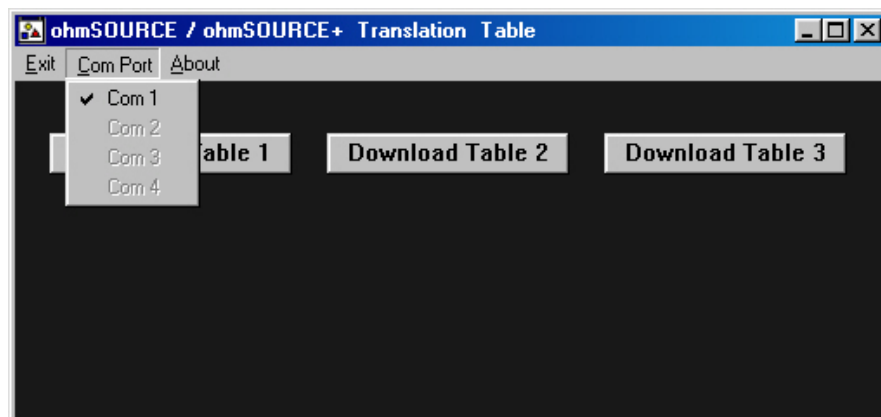 ohmSOURCE / ohmSOURCE+ Translation Table
Exit Com Port About
Com 1
Com 2
Com 3
Com 4
Table 1
Download Table 2
Download Table 3